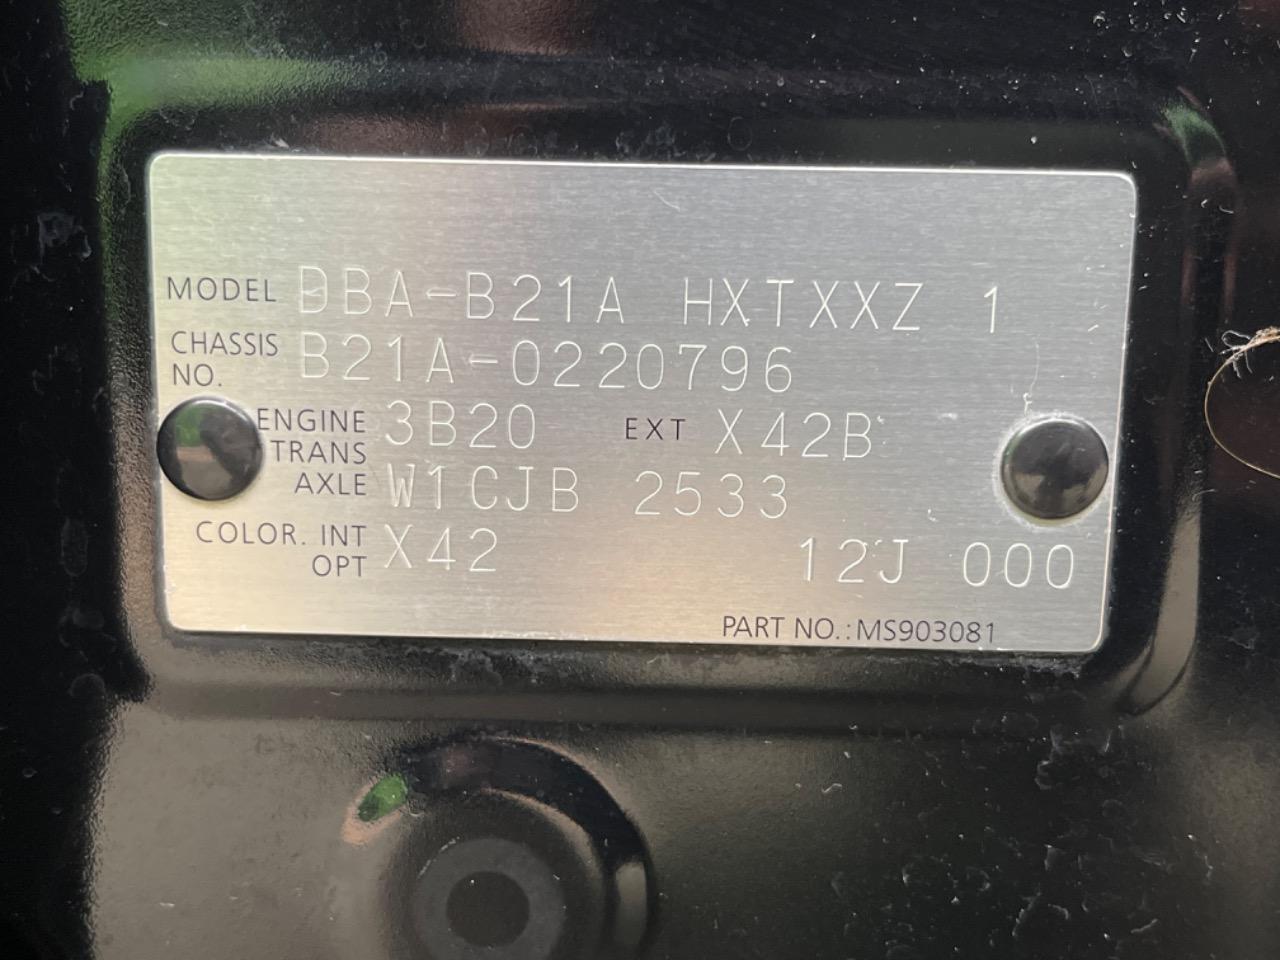 MODEL DBA-B21A HXTXXZ 1
CHASSIS NO. B21A-0220796
ENGINE 3B20 EXT X42B
TRANS AXLE W1CJB 2533
COLOR. INT OPT X42 12J 000
PART NO.:MS903081